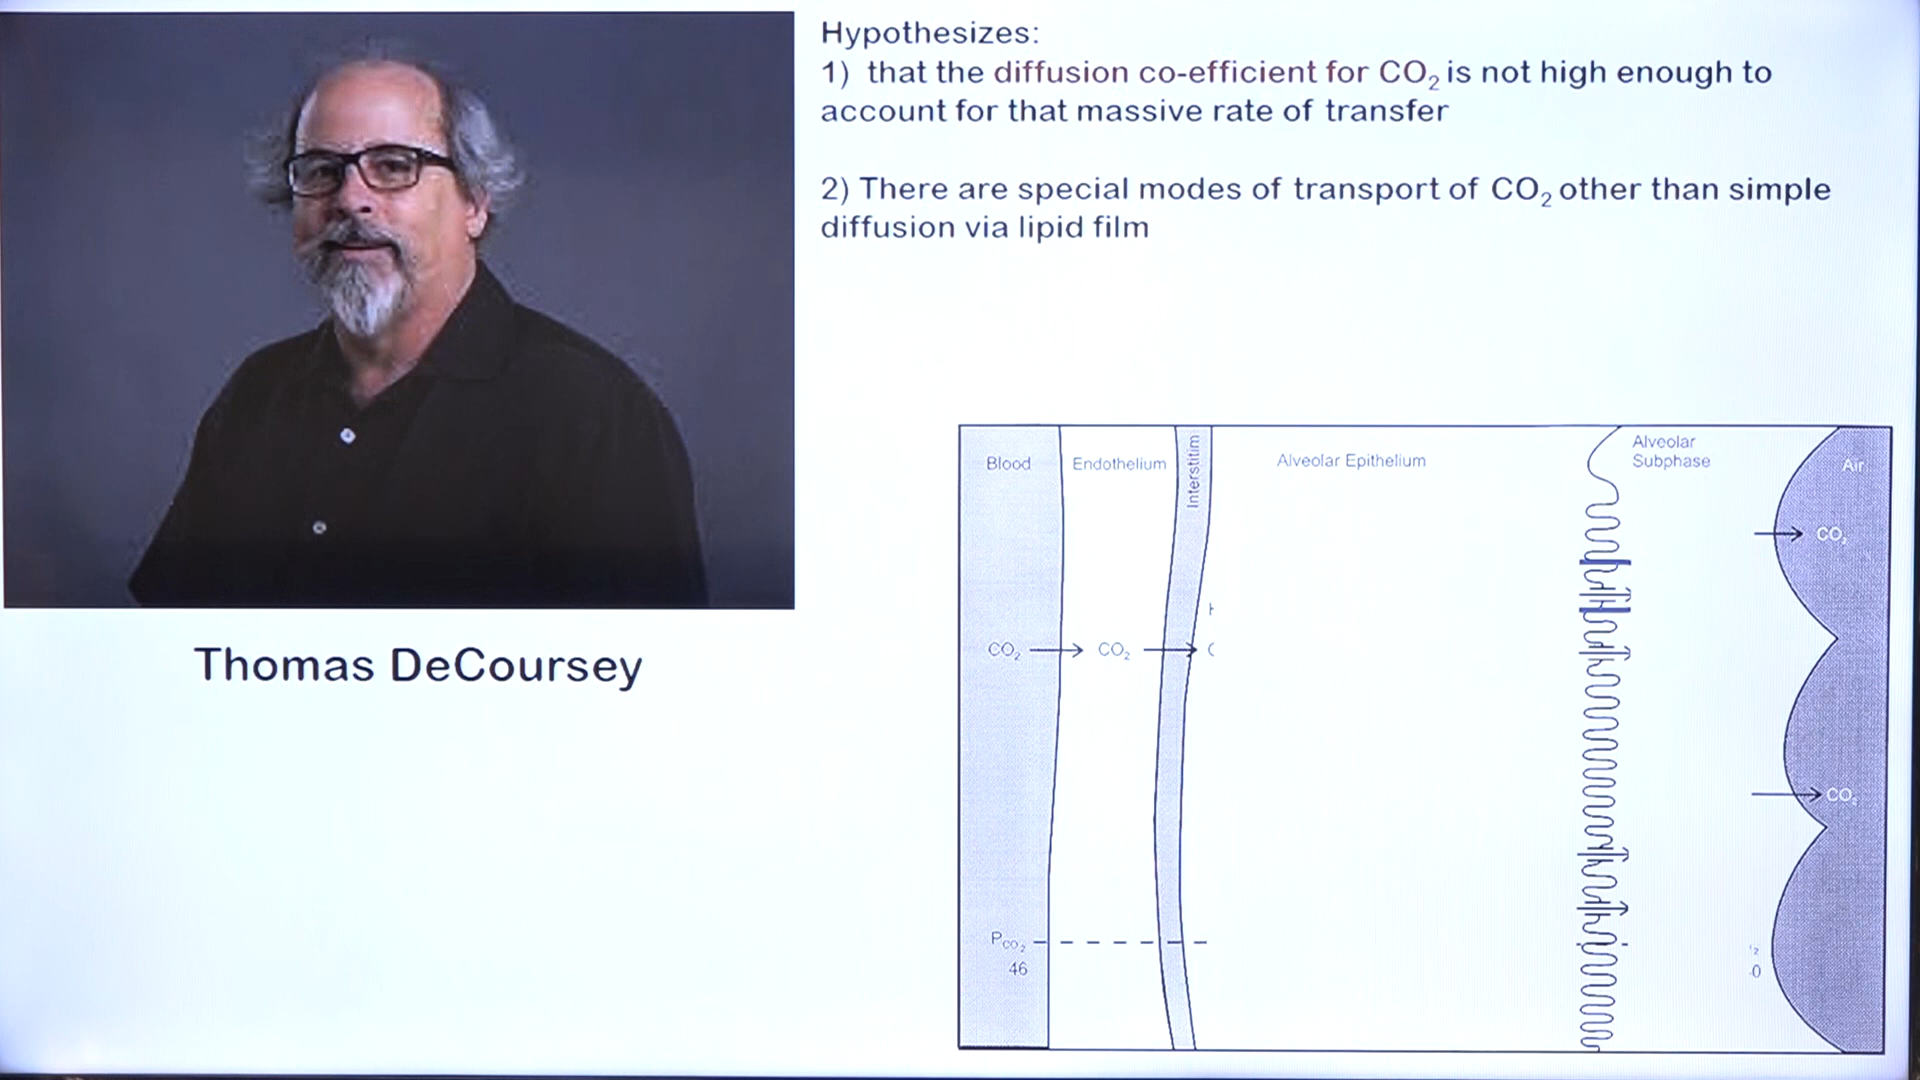 Hypothesizes:
1) that the diffusion co-efficient for CO₂ is not high enough to
account for that massive rate of transfer
2) There are special modes of transport of CO₂ other than simple
diffusion via lipid film
Thomas DeCoursey
Blood
Endothelium
Interstitim
Alveolar Epithelium
Alveolar
Subphase
Air
CO₂
CO₂
CO₂
CO₂
P CO₂
46